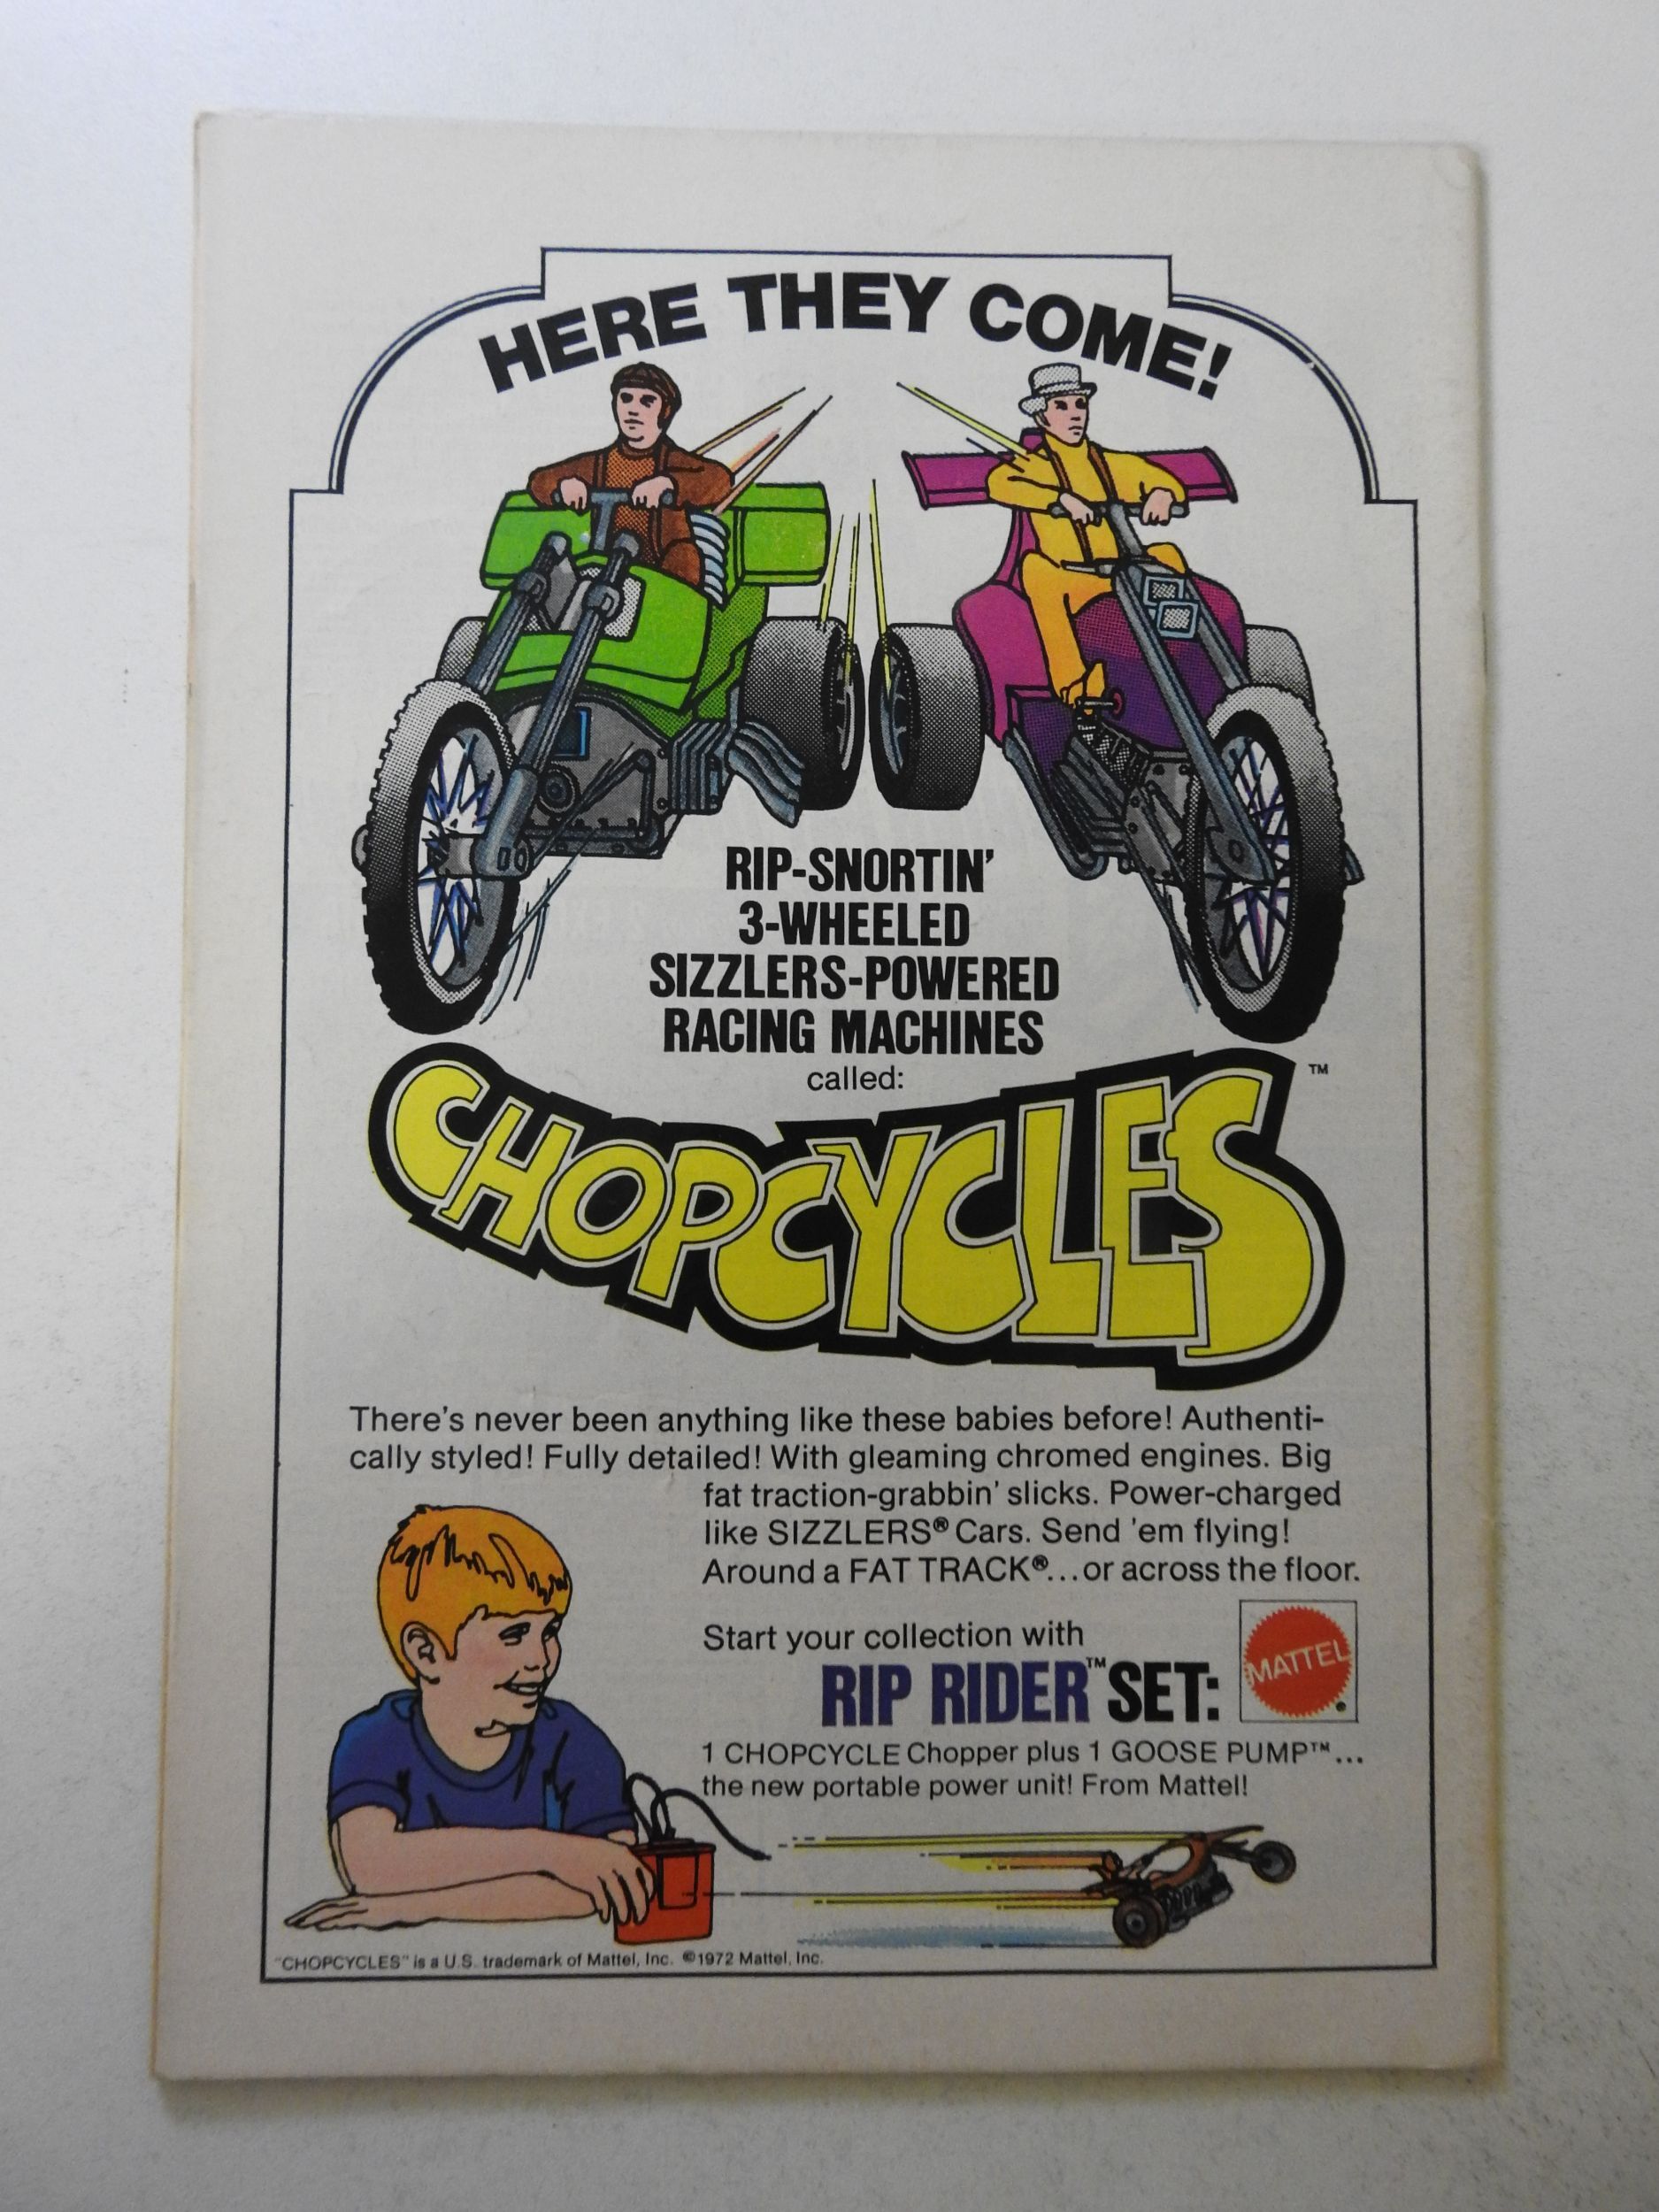 HERE THEY COME!
RIP-SNORTIN'
3-WHEELED
SIZZLERS-POWERED
RACING MACHINES
called:
CHOPCYCLES™
There's never been anything like these babies before! Authenti-
cally styled! Fully detailed! With gleaming chromed engines. Big
fat traction-grabbin' slicks. Power-charged
like SIZZLERS® Cars. Send 'em flying!
Around a FAT TRACK®...or across the floor.
Start your collection with
RIP RIDER™ SET:
MATTEL
1 CHOPCYCLE Chopper plus 1 GOOSE PUMP™...
the new portable power unit! From Mattel!
"CHOPCYCLES" is a U.S. trademark of Mattel, Inc. ©1972 Mattel, Inc.